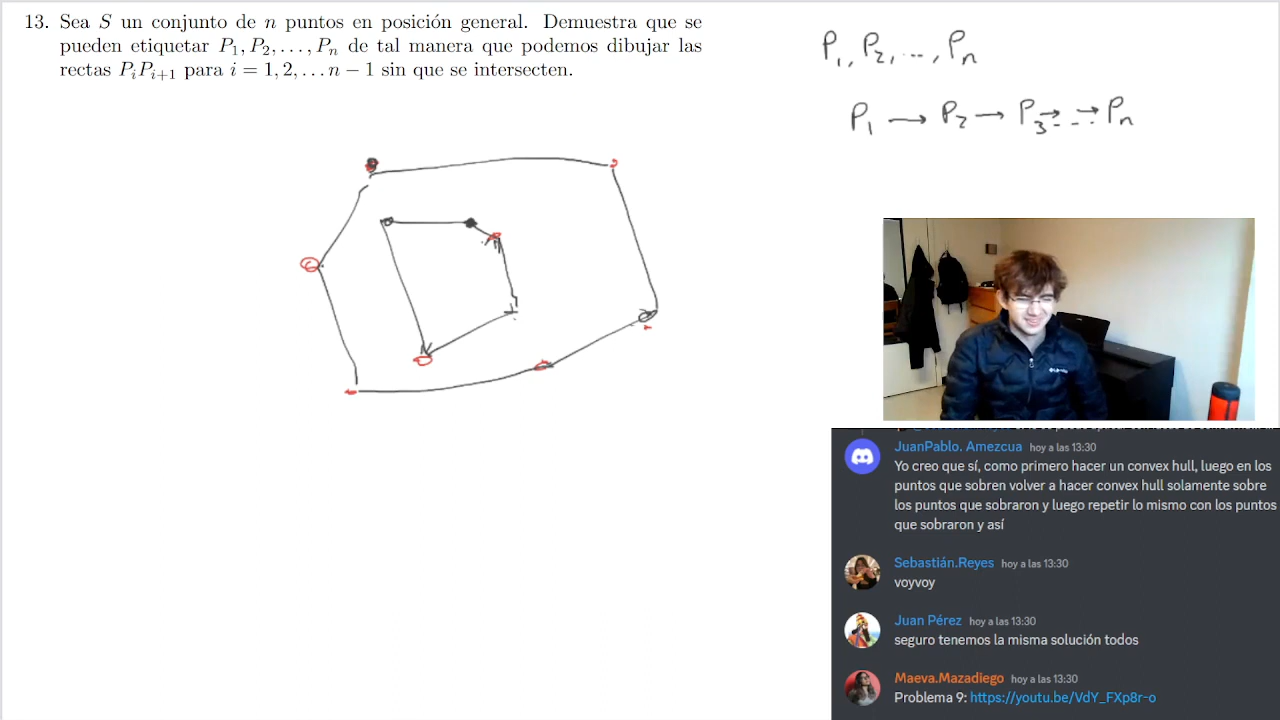 13. Sea S un conjunto de n puntos en posición general. Demuestra que se
pueden etiquetar P₁, P₂, . . . , Pₙ de tal manera que podemos dibujar las
rectas PᵢPᵢ₊₁ para i = 1, 2, . . . n − 1 sin que se intersecten.
P₁, P₂, ..., Pₙ
P₁ → P₂ → P₃ → ... → Pₙ
JuanPablo. Amezcua hoy a las 13:30
Yo creo que sí, como primero hacer un convex hull, luego en los
puntos que sobren volver a hacer convex hull solamente sobre
los puntos que sobraron y luego repetir lo mismo con los puntos
que sobraron y así
Sebastián.Reyes hoy a las 13:30
voyvoy
Juan Pérez hoy a las 13:30
seguro tenemos la misma solución todos
Maeva.Mazadiego hoy a las 13:30
Problema 9: https://youtu.be/VdY_FXp8r-o